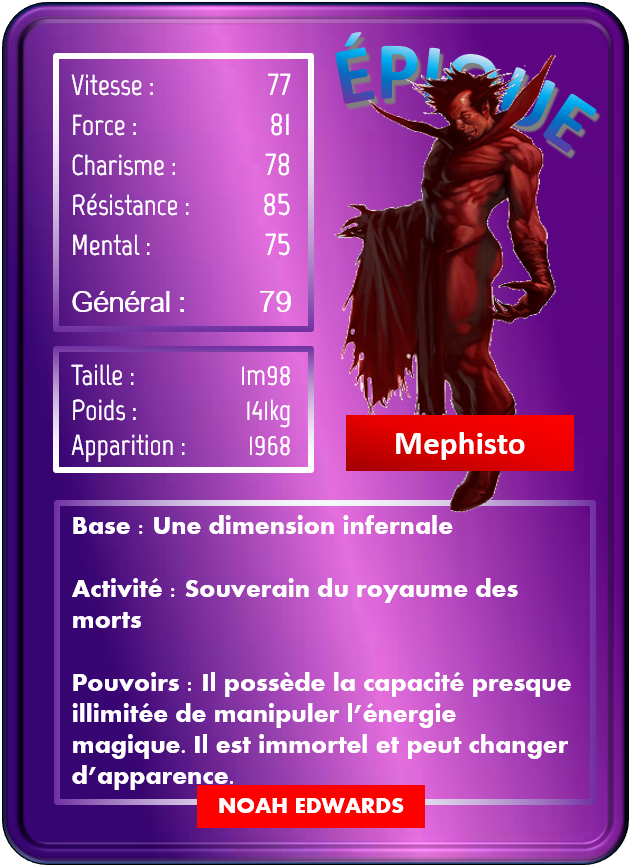 ÉPIQUE
Vitesse : 77
Force : 81
Charisme : 78
Résistance : 85
Mental : 75
Général : 79
Taille : 1m98
Poids : 141kg
Apparition : 1968
Mephisto
Base : Une dimension infernale
Activité : Souverain du royaume des
morts
Pouvoirs : Il possède la capacité presque
illimitée de manipuler l’énergie
magique. Il est immortel et peut changer
d’apparence.
NOAH EDWARDS